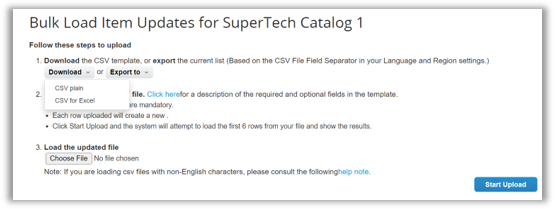 Bulk Load Item Updates for SuperTech Catalog 1
Follow these steps to upload
1. Download the CSV template, or export the current list (Based on the CSV File Field Separator in your Language and Region settings.)
Download or Export to
CSV plain
CSV for Excel
2. file. Click here for a description of the required and optional fields in the template.
are mandatory.
Each row uploaded will create a new .
Click Start Upload and the system will attempt to load the first 6 rows from your file and show the results.
3. Load the updated file
Choose File No file chosen
Note: If you are loading csv files with non-English characters, please consult the followinghelp note.
Start Upload